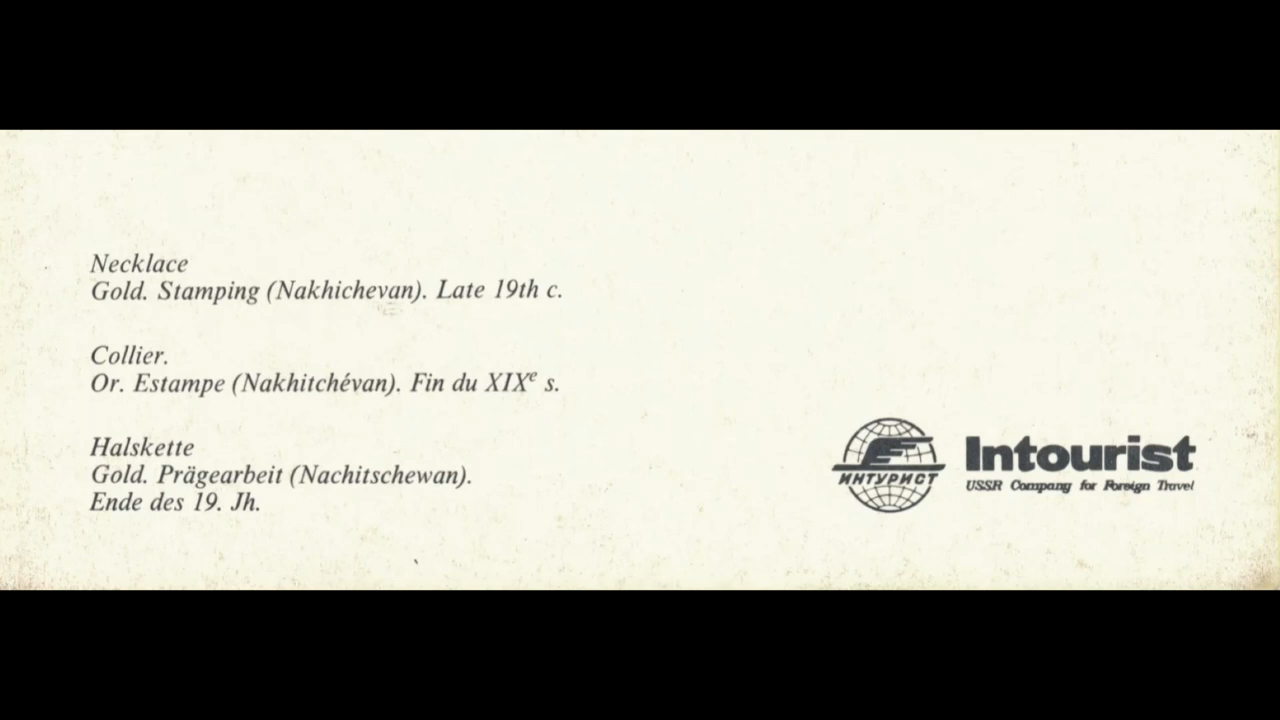 Necklace
Gold. Stamping (Nakhichevan). Late 19th c.
Collier.
Or. Estampe (Nakhitchévan). Fin du XIXe s.
Halskette
Gold. Prägearbeit (Nachitschewan).
Ende des 19. Jh.
ИНТУРИСТ
Intourist
USSR Company for Foreign Travel